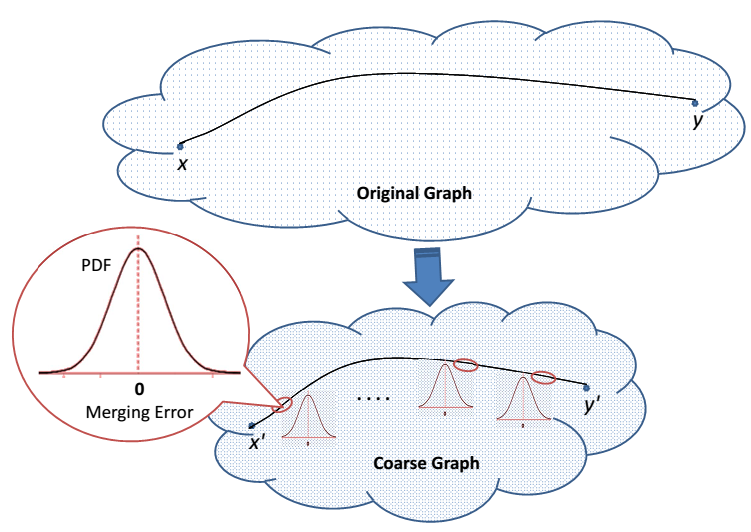 x
y
Original Graph
PDF
0
Merging Error
....
x'
y'
Coarse Graph